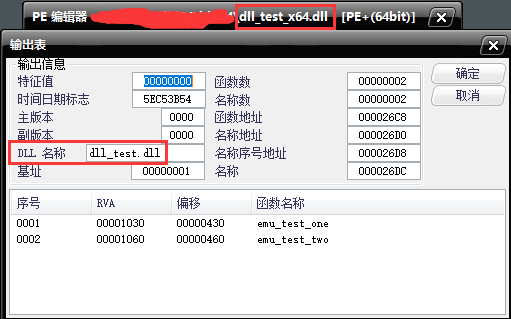 PE 编辑器 dll_test_x64.dll [PE+(64bit)]
输出表
输出信息
特征值 00000000 函数数 00000002 确定
时间日期标志 5EC53B54 名称数 00000002 取消
主版本 0000 函数地址 000026C8
副版本 0000 名称地址 000026D0
DLL 名称 dll_test.dll 名称序号地址 000026D8
基址 00000001 名称 000026DC
序号 RVA 偏移 函数名称
0001 00001030 00000430 emu_test_one
0002 00001060 00000460 emu_test_two